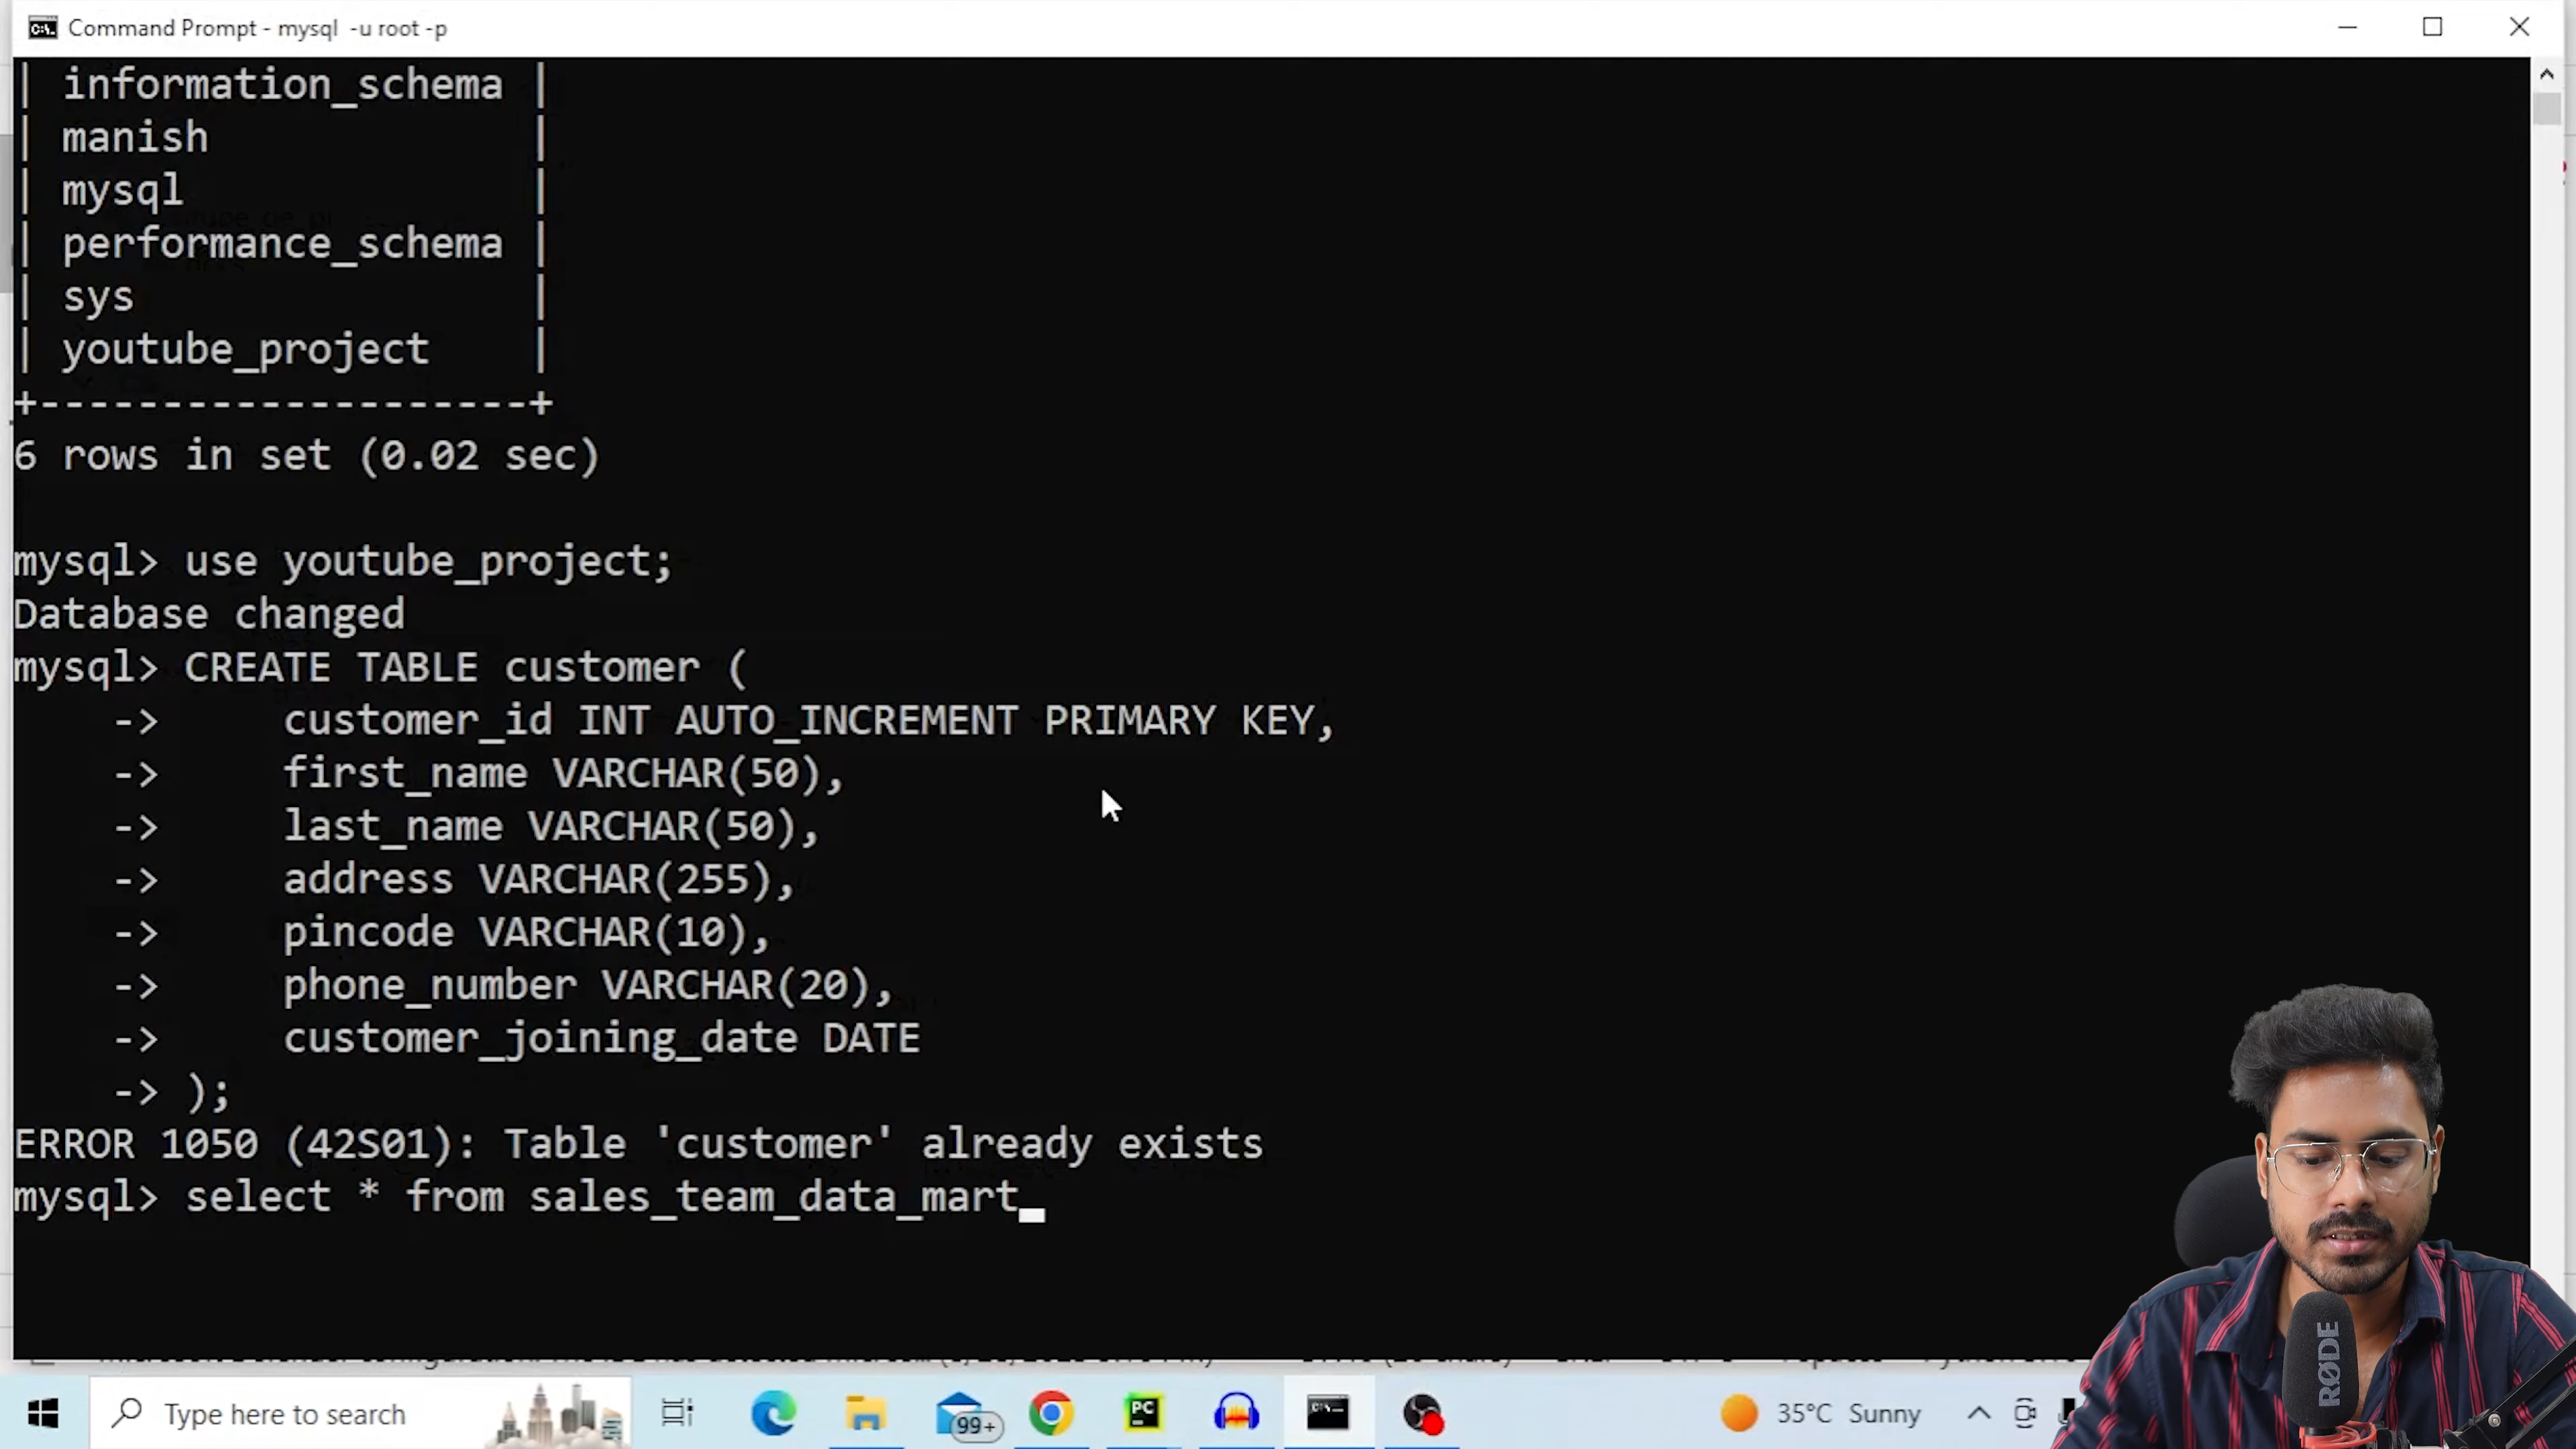 Command Prompt - mysql -u root -p
| information_schema |
| manish |
| mysql |
| performance_schema |
| sys |
| youtube_project |
+--------------------+
6 rows in set (0.02 sec)
mysql> use youtube_project;
Database changed
mysql> CREATE TABLE customer (
-> customer_id INT AUTO_INCREMENT PRIMARY KEY,
-> first_name VARCHAR(50),
-> last_name VARCHAR(50),
-> address VARCHAR(255),
-> pincode VARCHAR(10),
-> phone_number VARCHAR(20),
-> customer_joining_date DATE
-> );
ERROR 1050 (42S01): Table 'customer' already exists
mysql> select * from sales_team_data_mart
RØDE
Type here to search
99+
PC
35°C Sunny